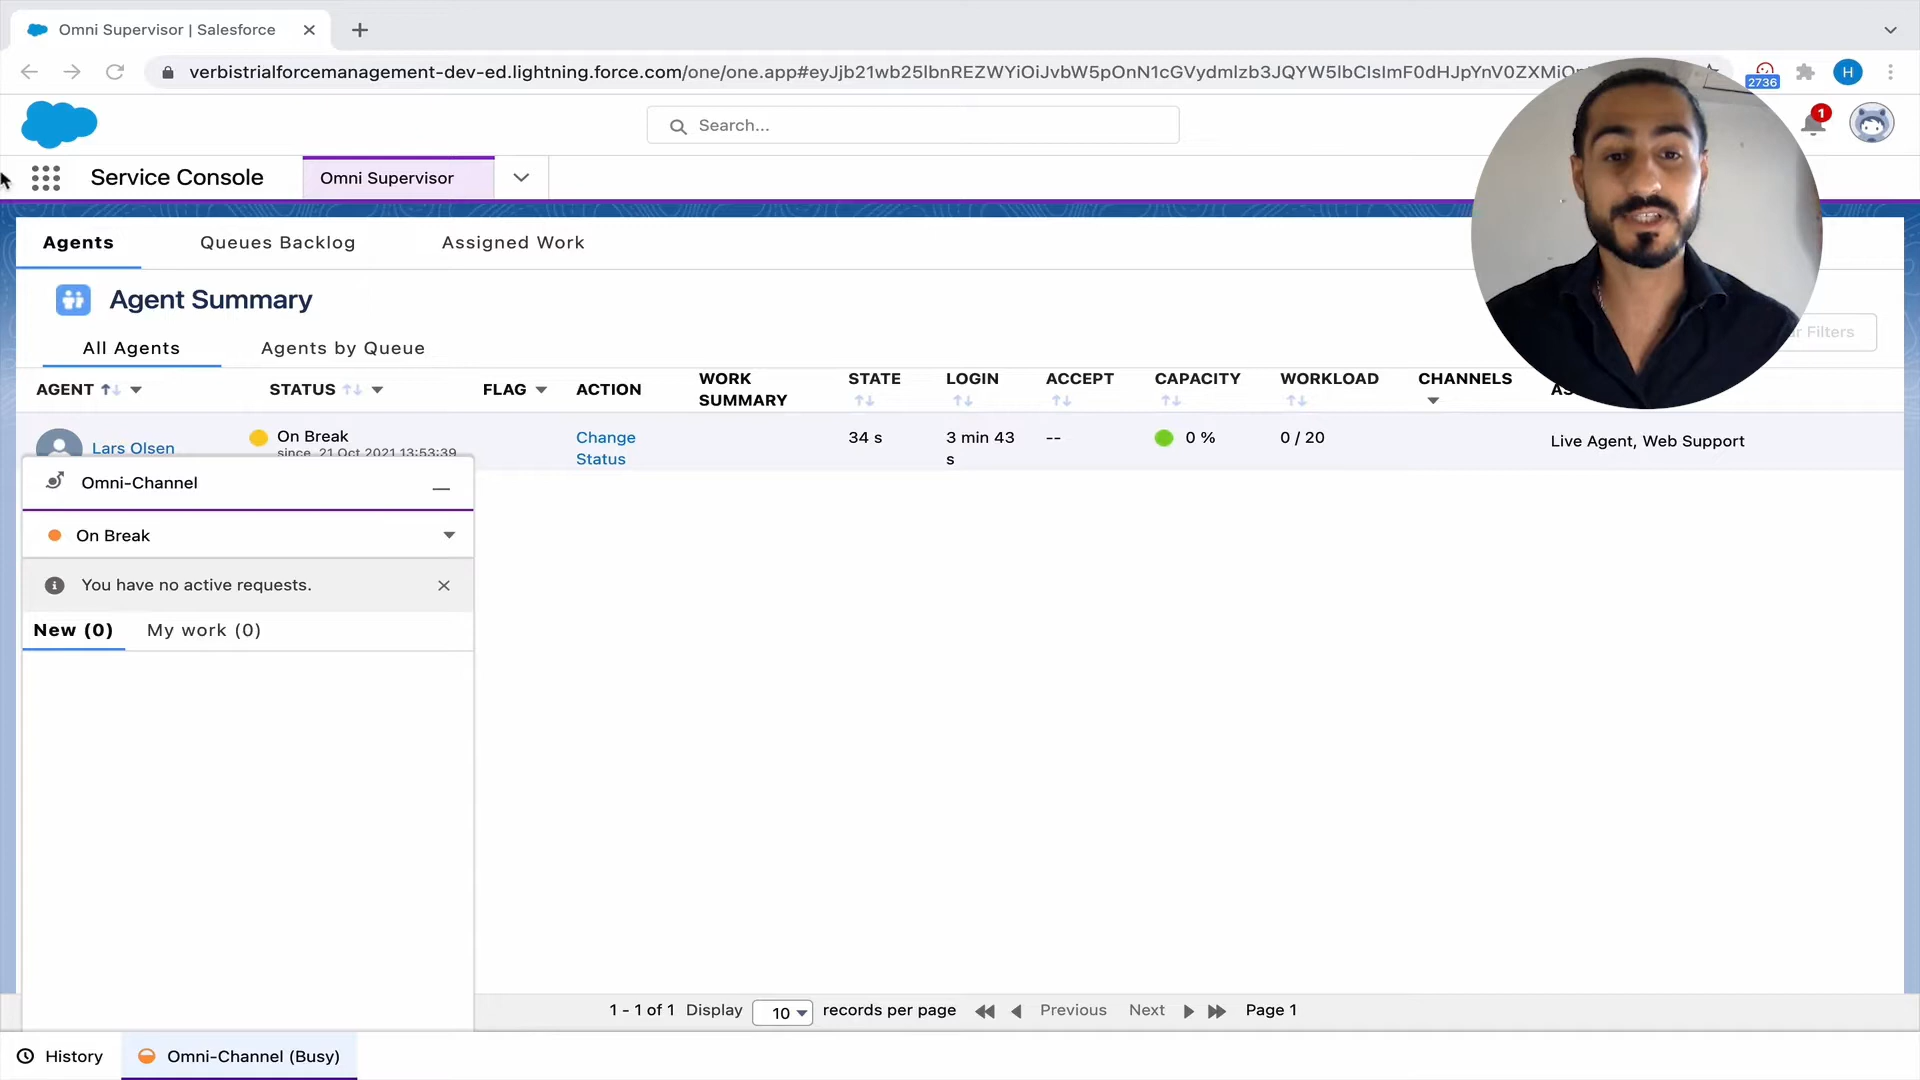 Omni Supervisor | Salesforce
verbistrialforcemanagement-dev-ed.lightning.force.com/one/one.app#eyJjb21wb25lbnREZWYiOiJvbW5pOnN1cGVydmlzb3JQYW5lbCIsImF0dHJpYnV0ZXMiOn
2736
H
Search...
1
Service Console
Omni Supervisor
Agents Queues Backlog Assigned Work
Agent Summary
Filters
All Agents Agents by Queue
AGENT STATUS FLAG ACTION WORK SUMMARY STATE LOGIN ACCEPT CAPACITY WORKLOAD CHANNELS
Lars Olsen On Break Change Status 34 s 3 min 43 s -- 0 % 0 / 20 Live Agent, Web Support
since 21 Oct 2021 13:53:39
Omni-Channel
On Break
You have no active requests.
New (0) My work (0)
1 - 1 of 1 Display 10 records per page Previous Next Page 1
History Omni-Channel (Busy)